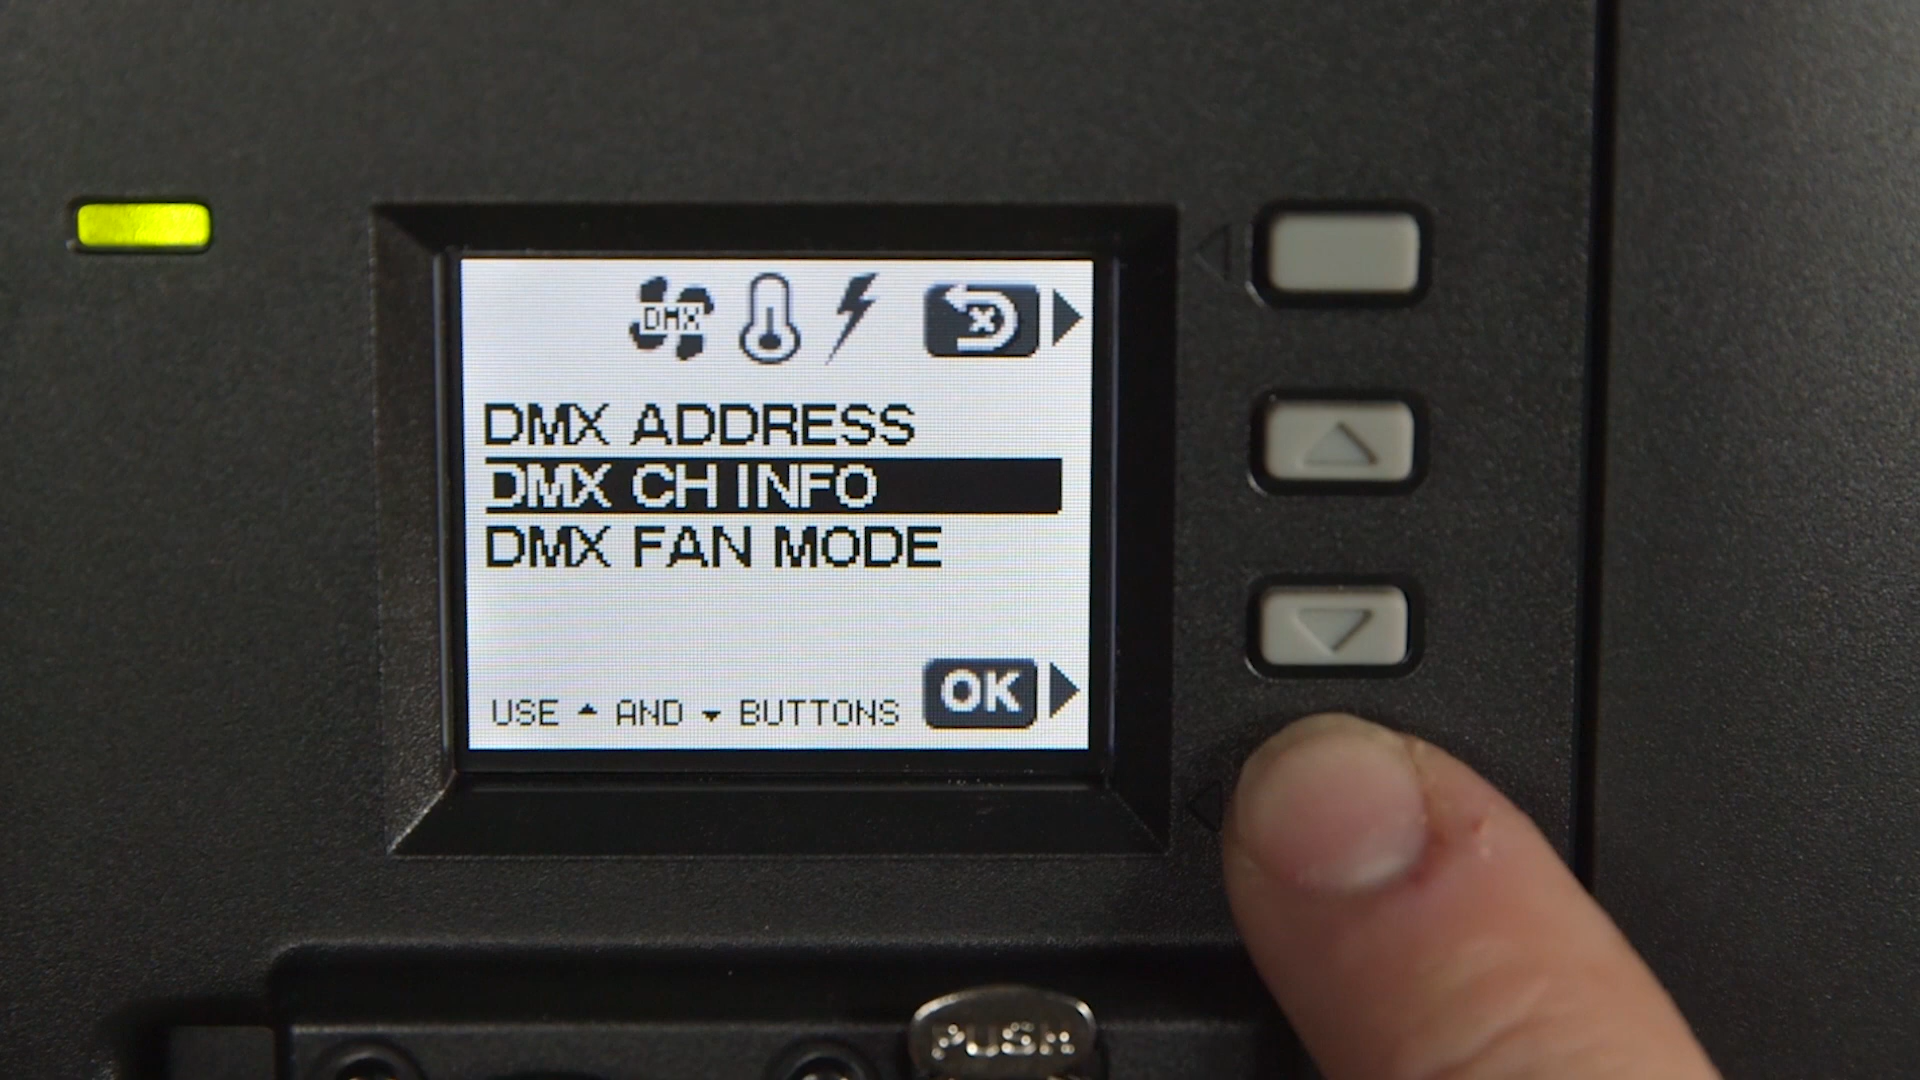 DMX
DMX ADDRESS
DMX CH INFO
DMX FAN MODE
USE ▲ AND ▼ BUTTONS OK
PUSH